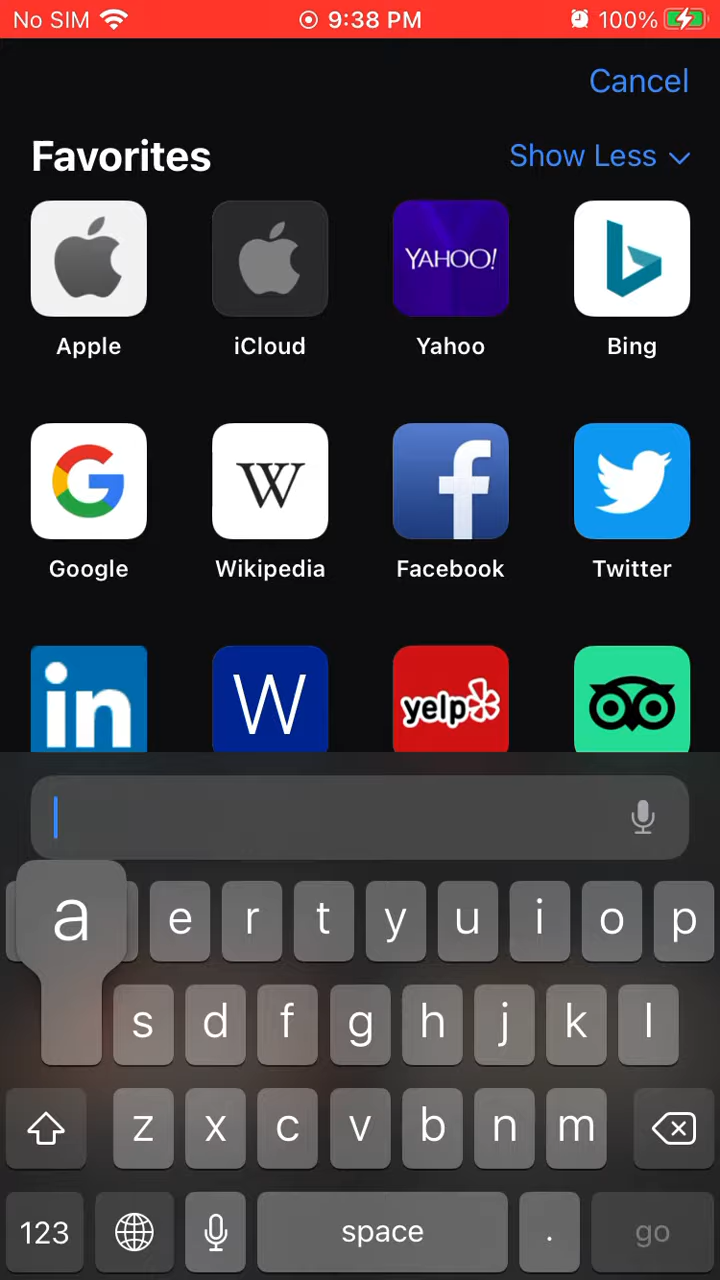 No SIM 9:38 PM 100%
Cancel
Favorites Show Less
YAHOO!
Apple iCloud Yahoo Bing
G W f
Google Wikipedia Facebook Twitter
in W yelp
a e r t y u i o p
s d f g h j k l
z x c v b n m
123 space . go